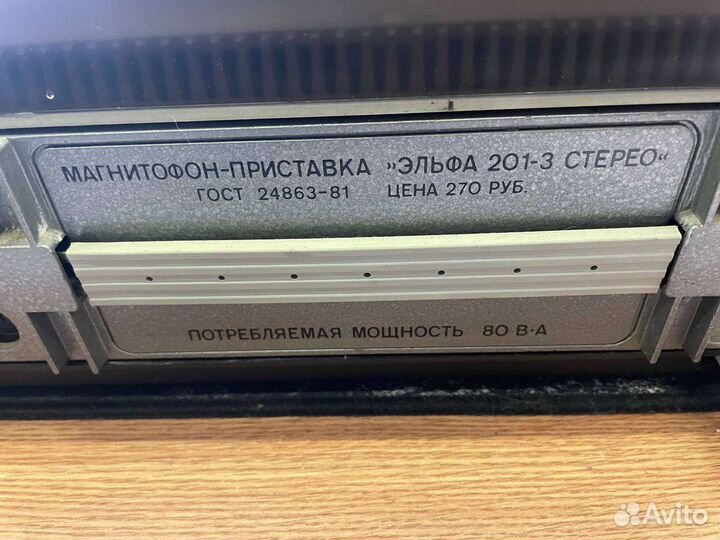 МАГНИТОФОН-ПРИСТАВКА »ЭЛЬФА 201-3 СТЕРЕО«
ГОСТ 24863-81 ЦЕНА 270 РУБ.
ПОТРЕБЛЯЕМАЯ МОЩНОСТЬ 80 В·А
Avito